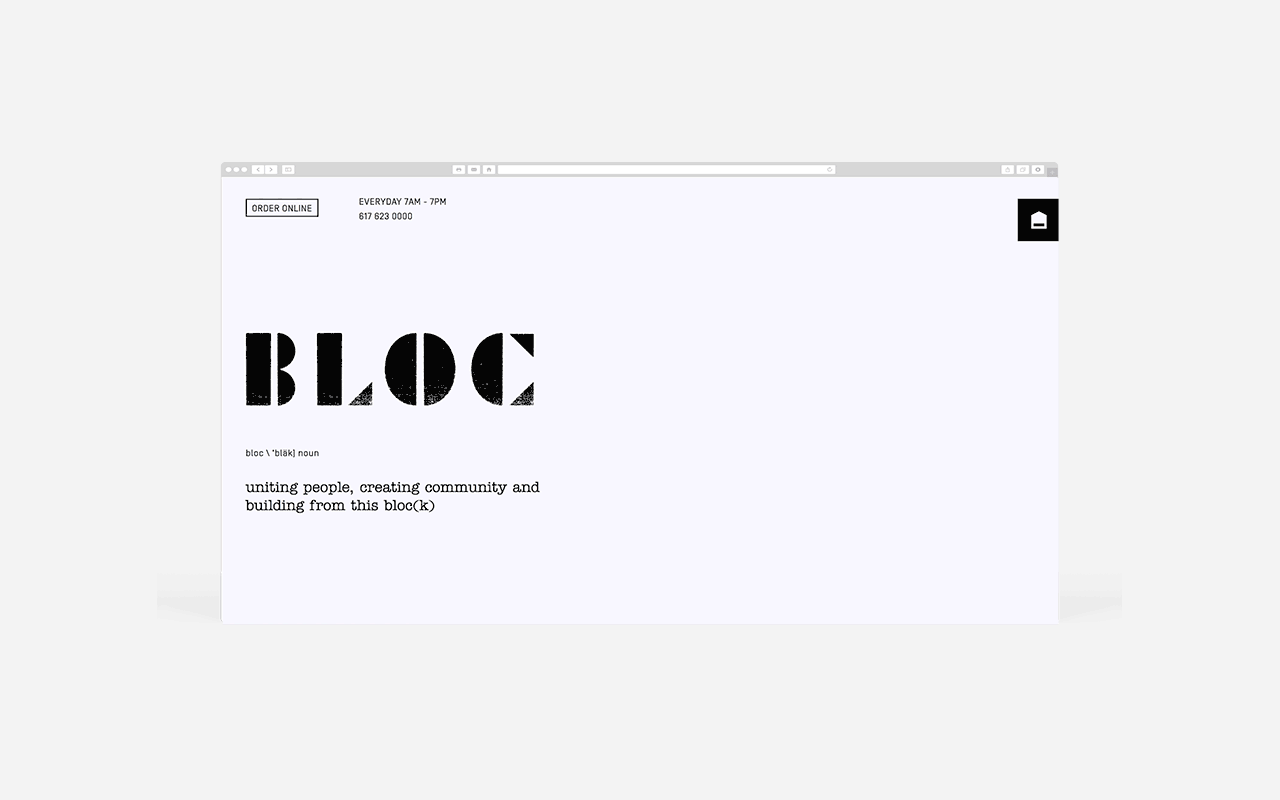 ORDER ONLINE
EVERYDAY 7AM - 7PM
617 623 0000
BLOC
bloc \ 'bläk] noun
uniting people, creating community and
building from this bloc(k)